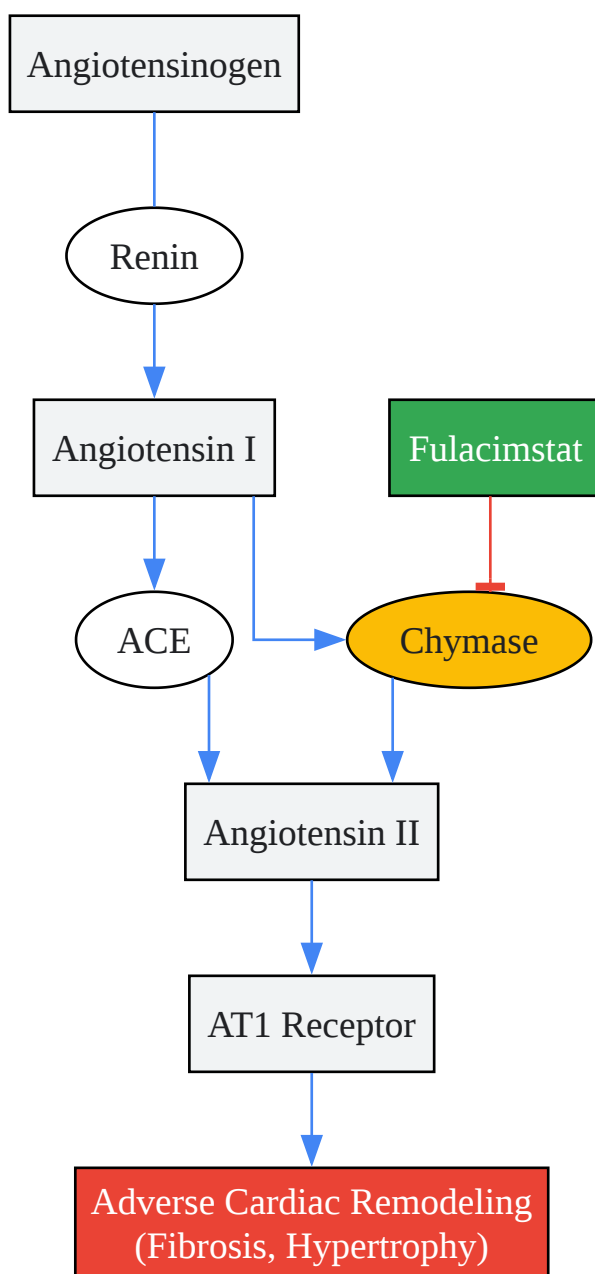 Angiotensinogen
Renin
Angiotensin I
Fulacimstat
ACE
Chymase
Angiotensin II
AT1 Receptor
Adverse Cardiac Remodeling
(Fibrosis, Hypertrophy)